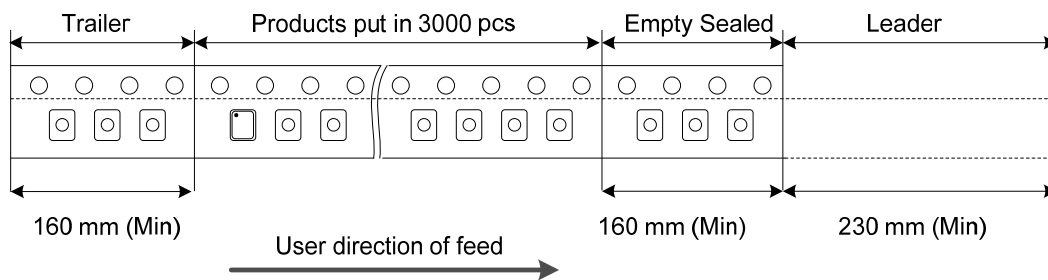 Trailer
Products put in 3000 pcs
Empty Sealed
Leader
160 mm (Min)
160 mm (Min)
230 mm (Min)
User direction of feed